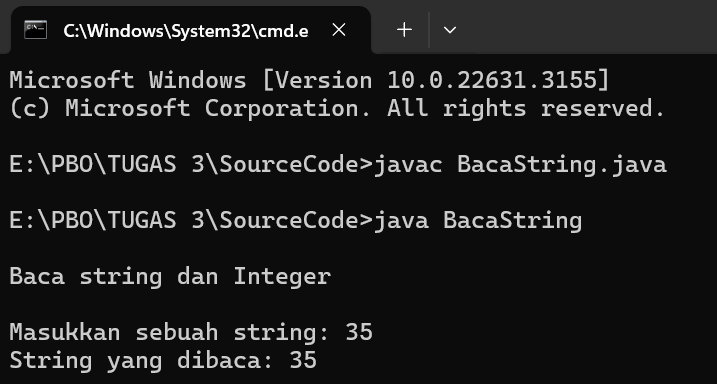 C:\Windows\System32\cmd.e
Microsoft Windows [Version 10.0.22631.3155]
(c) Microsoft Corporation. All rights reserved.
E:\PBO\TUGAS 3\SourceCode>javac BacaString.java
E:\PBO\TUGAS 3\SourceCode>java BacaString
Baca string dan Integer
Masukkan sebuah string: 35
String yang dibaca: 35